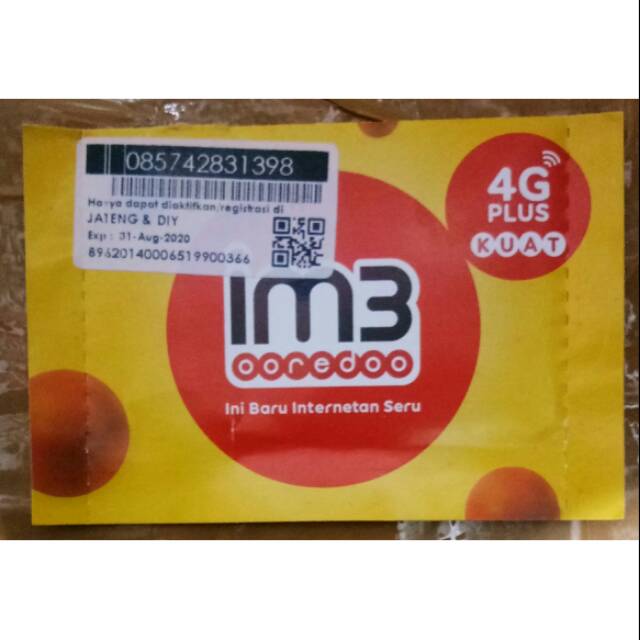 085742831398
Hanya dapat diaktifkan/registrasi di
JATENG & DIY
Exp : 31-Aug-2020
89620140006519900366
4G
PLUS
KUAT
im3
ooredoo
Ini Baru Internetan Seru